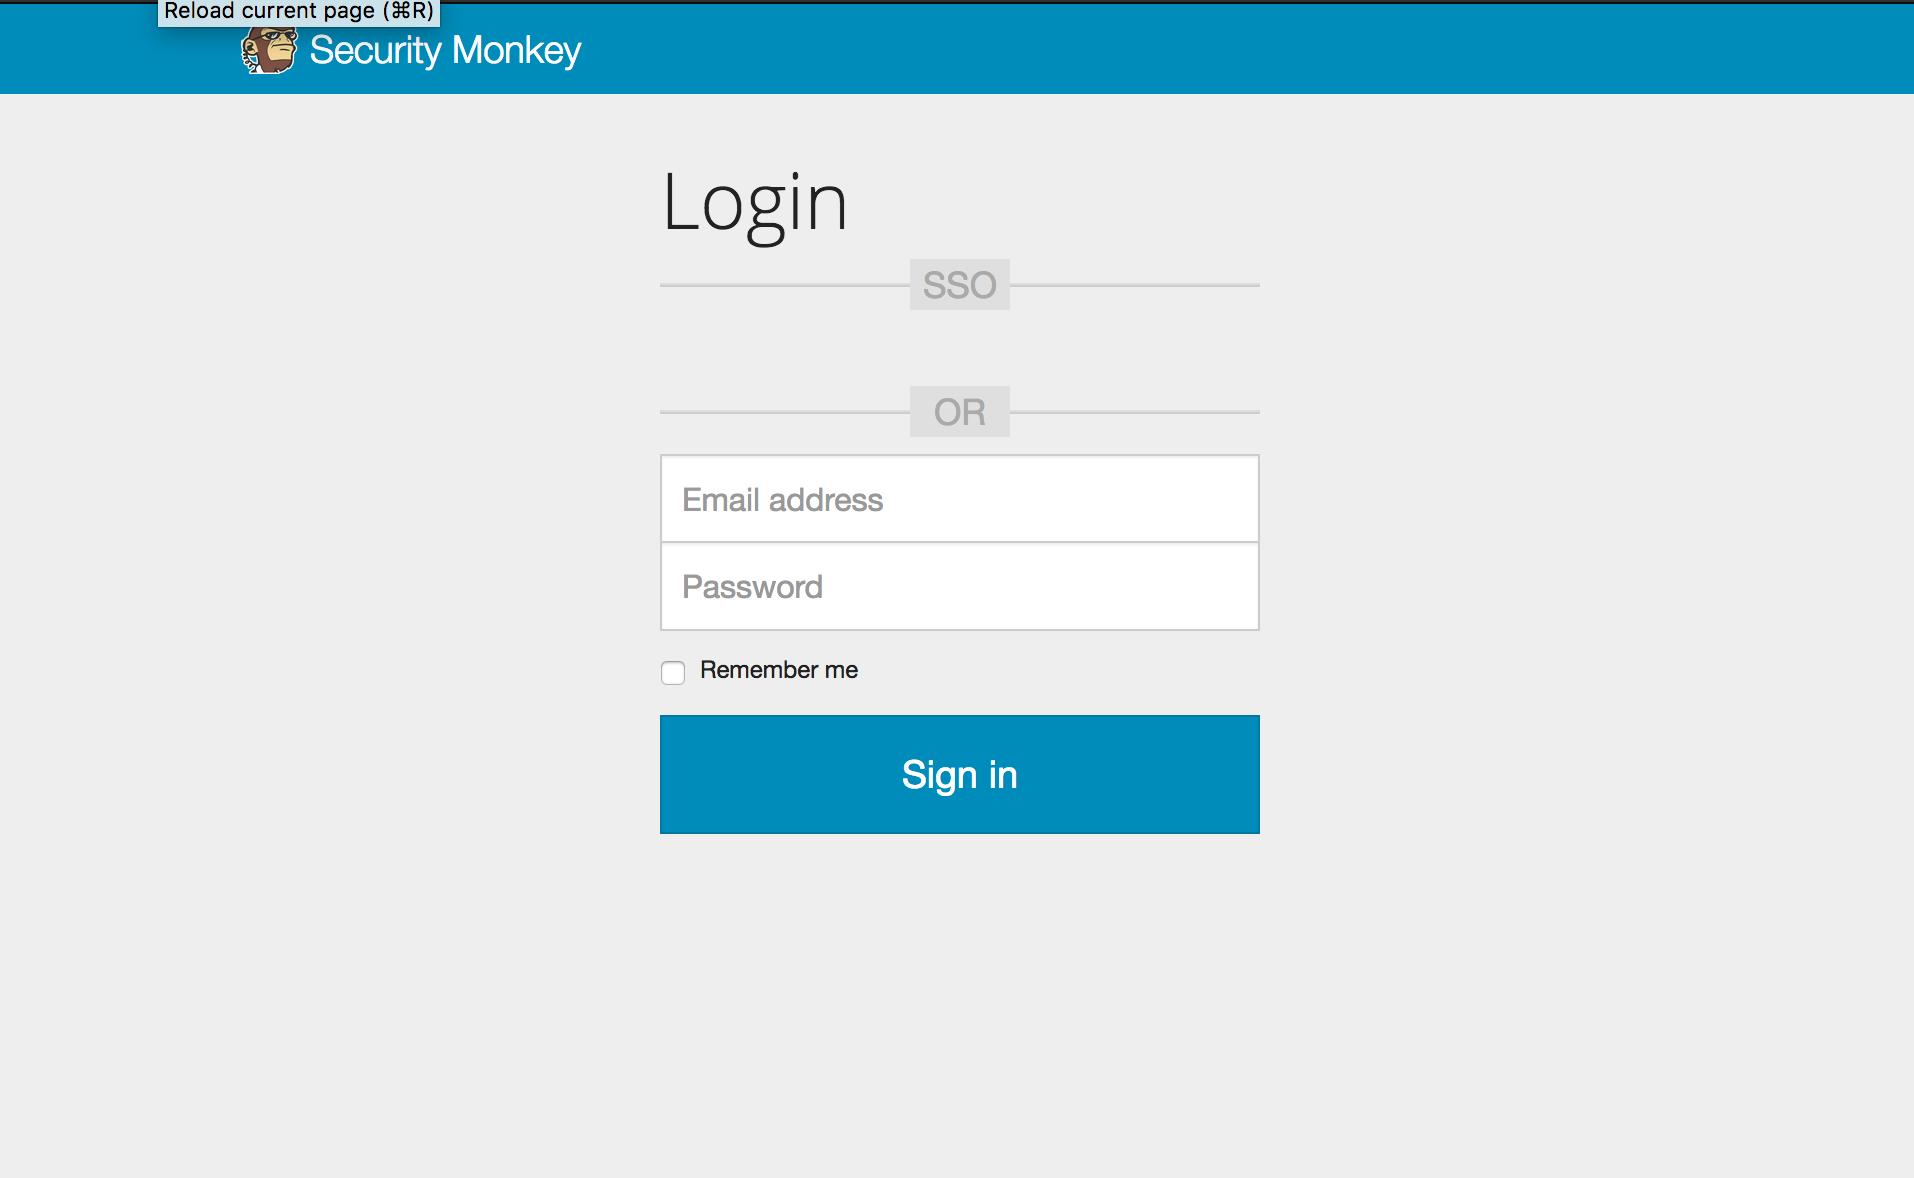 Reload current page (⌘R)
Security Monkey
Login
SSO
OR
Email address
Password
Remember me
Sign in